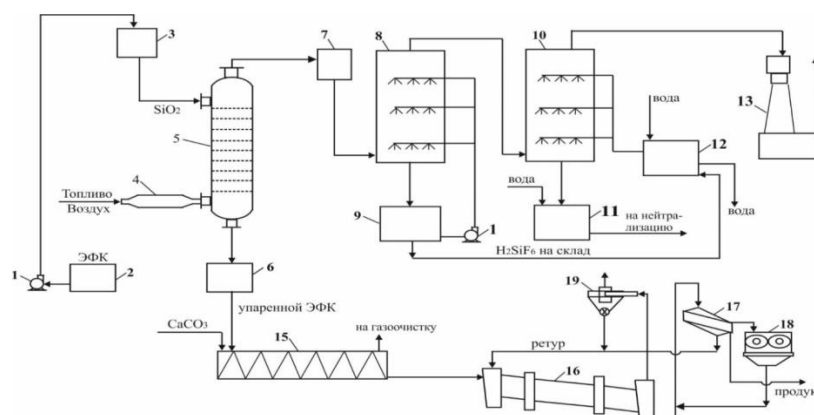 3
7
8
10
SiO₂
5
4
Топливо
Воздух
вода
13
12
вода
вода
11
на нейтра-
лизацию
9
1
H₂SiF₆ на склад
ЭФК
1
2
6
упаренной ЭФК
CaCO₃
на газоочистку
15
19
17
18
ретур
16
продук